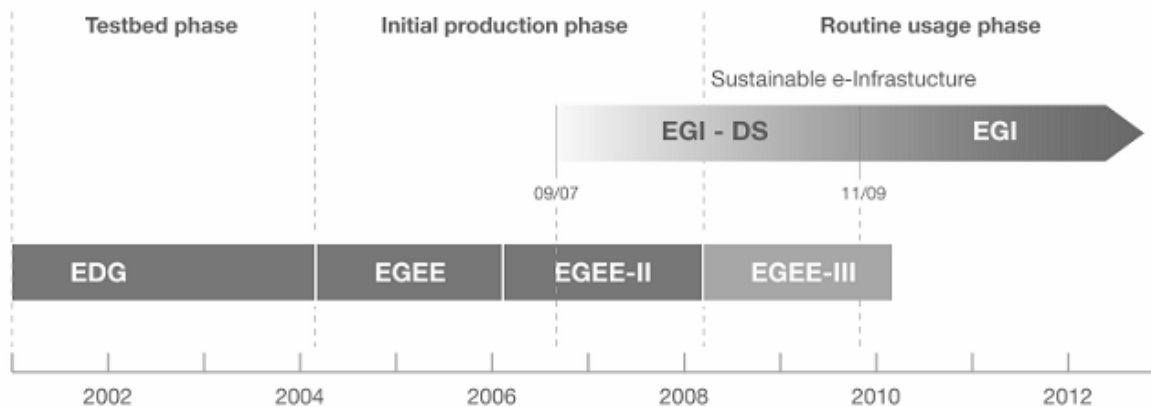 Testbed phase
Initial production phase
Routine usage phase
Sustainable e-Infrastucture
EGI - DS
EGI
09/07
11/09
EDG
EGEE
EGEE-II
EGEE-III
2002
2004
2006
2008
2010
2012